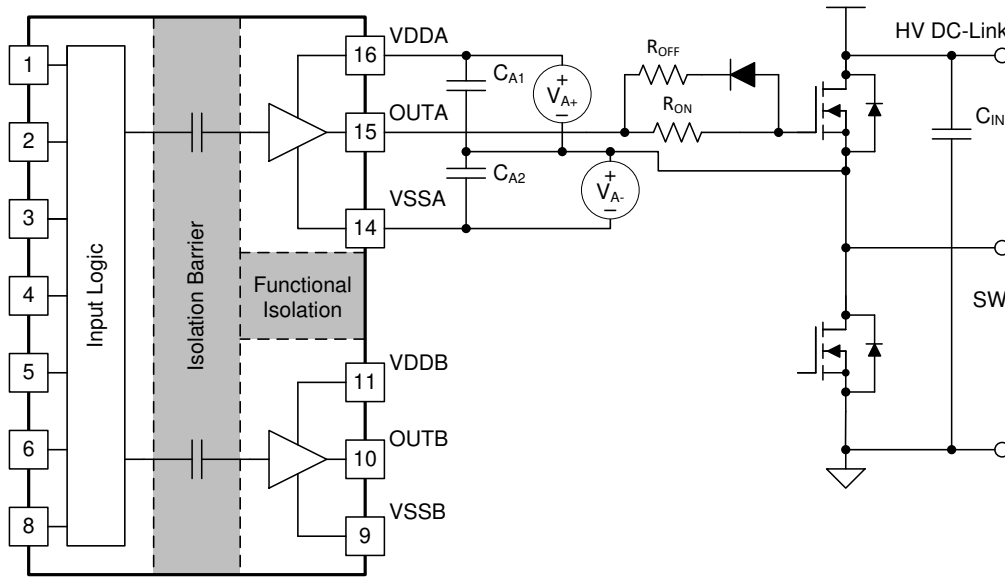 1
2
3
4
5
6
8
Input Logic
Isolation Barrier
Functional
Isolation
16
15
14
11
10
9
VDDA
OUTA
VSSA
VDDB
OUTB
VSSB
CA1
CA2
+
VA+
−
+
VA-
−
ROFF
RON
HV DC-Link
CIN
SW